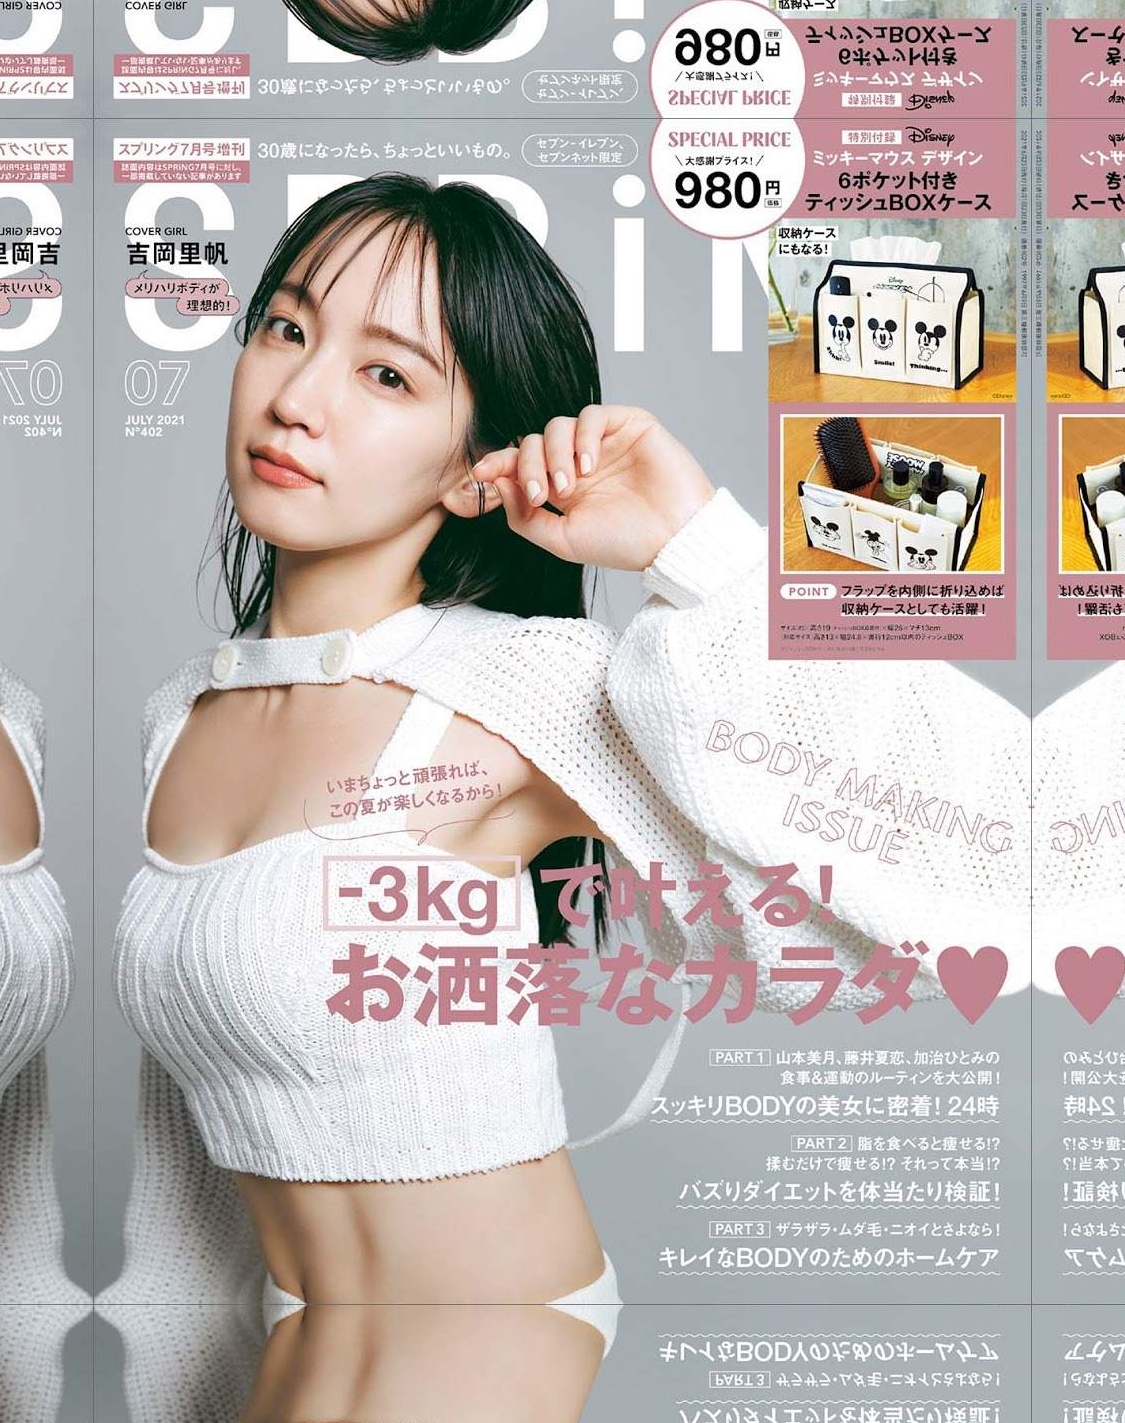 スプリング7月号増刊
誌面内容はSPRING7月号に対し、
一部掲載していない記事があります
30歳になったら、ちょっといいもの。
セブン-イレブン、
セブンネット限定
SPECIAL PRICE
大感謝プライス!
980円
価格
特別付録 Disney
ミッキーマウス デザイン
6ポケット付き
ティッシュBOXケース
収納ケース
にもなる!
COVER GIRL
吉岡里帆
メリハリボディが
理想的!
07
JULY 2021
N°402
Smile!
Thinking...
©Disney
POINT フラップを内側に折り込めば
収納ケースとしても活躍!
BODY MAKING
ISSUE
いまちょっと頑張れば、
この夏が楽しくなるから!
-3kgで叶える!
お洒落なカラダ♥
PART1 山本美月、藤井夏恋、加治ひとみの
食事&運動のルーティンを大公開!
スッキリBODYの美女に密着! 24時
PART2 脂を食べると痩せる!?
揉むだけで痩せる!? それって本当!?
バズりダイエットを体当たり検証!
PART3 ザラザラ・ムダ毛・ニオイとさよなら!
キレイなBODYのためのホームケア